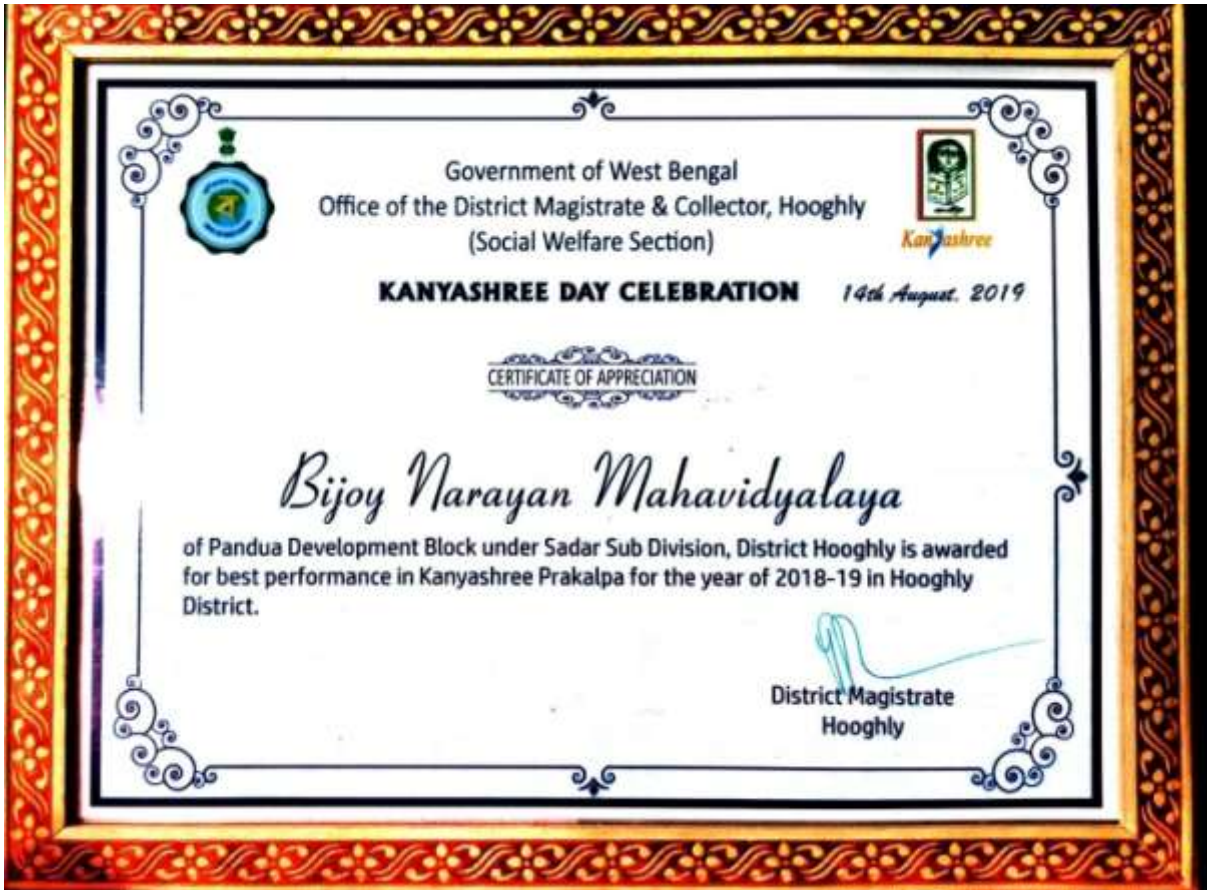 Government of West Bengal
Office of the District Magistrate & Collector, Hooghly
(Social Welfare Section)
Kanyashree
KANYASHREE DAY CELEBRATION 14th August. 2019
CERTIFICATE OF APPRECIATION
Bijoy Narayan Mahavidyalaya
of Pandua Development Block under Sadar Sub Division, District Hooghly is awarded
for best performance in Kanyashree Prakalpa for the year of 2018-19 in Hooghly
District.
District Magistrate
Hooghly